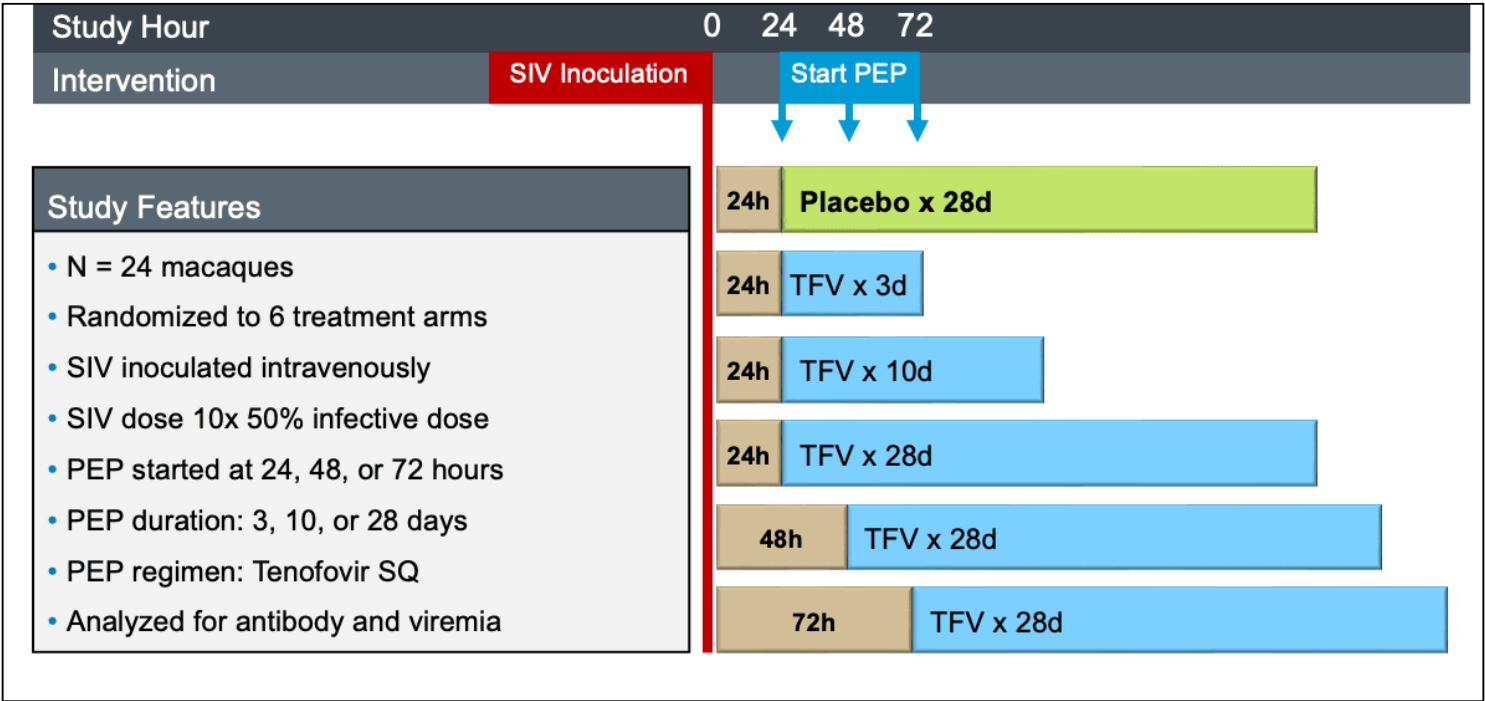 Study Hour 0 24 48 72
Intervention SIV Inoculation Start PEP
Study Features
• N = 24 macaques
• Randomized to 6 treatment arms
• SIV inoculated intravenously
• SIV dose 10x 50% infective dose
• PEP started at 24, 48, or 72 hours
• PEP duration: 3, 10, or 28 days
• PEP regimen: Tenofovir SQ
• Analyzed for antibody and viremia
24h Placebo x 28d
24h TFV x 3d
24h TFV x 10d
24h TFV x 28d
48h TFV x 28d
72h TFV x 28d